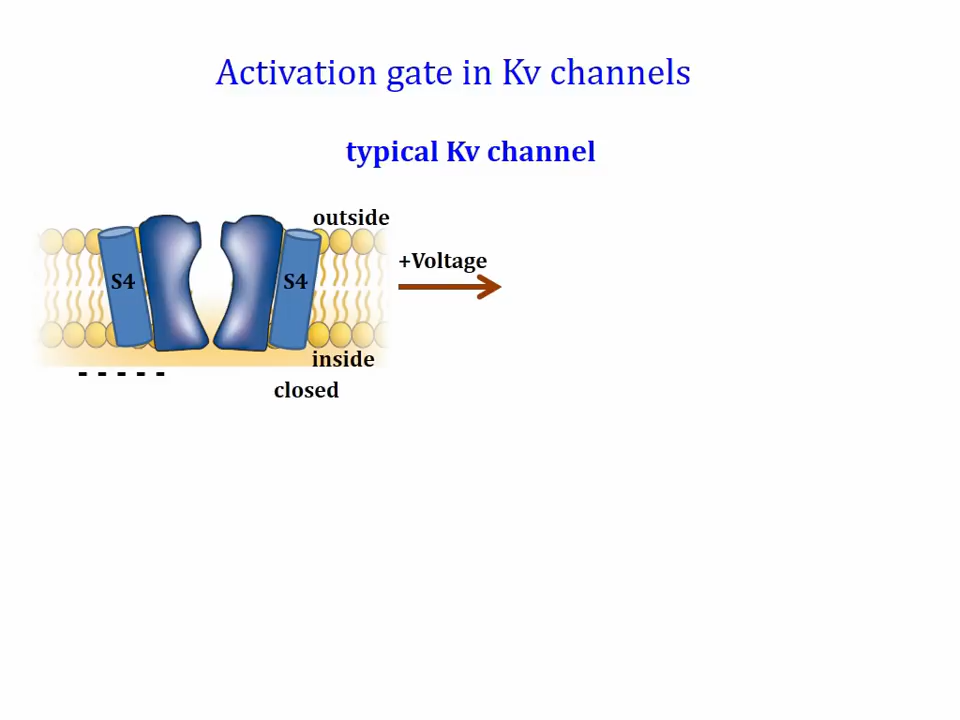 Activation gate in Kv channels
typical Kv channel
outside
+Voltage
S4
S4
inside
- - - - -
closed